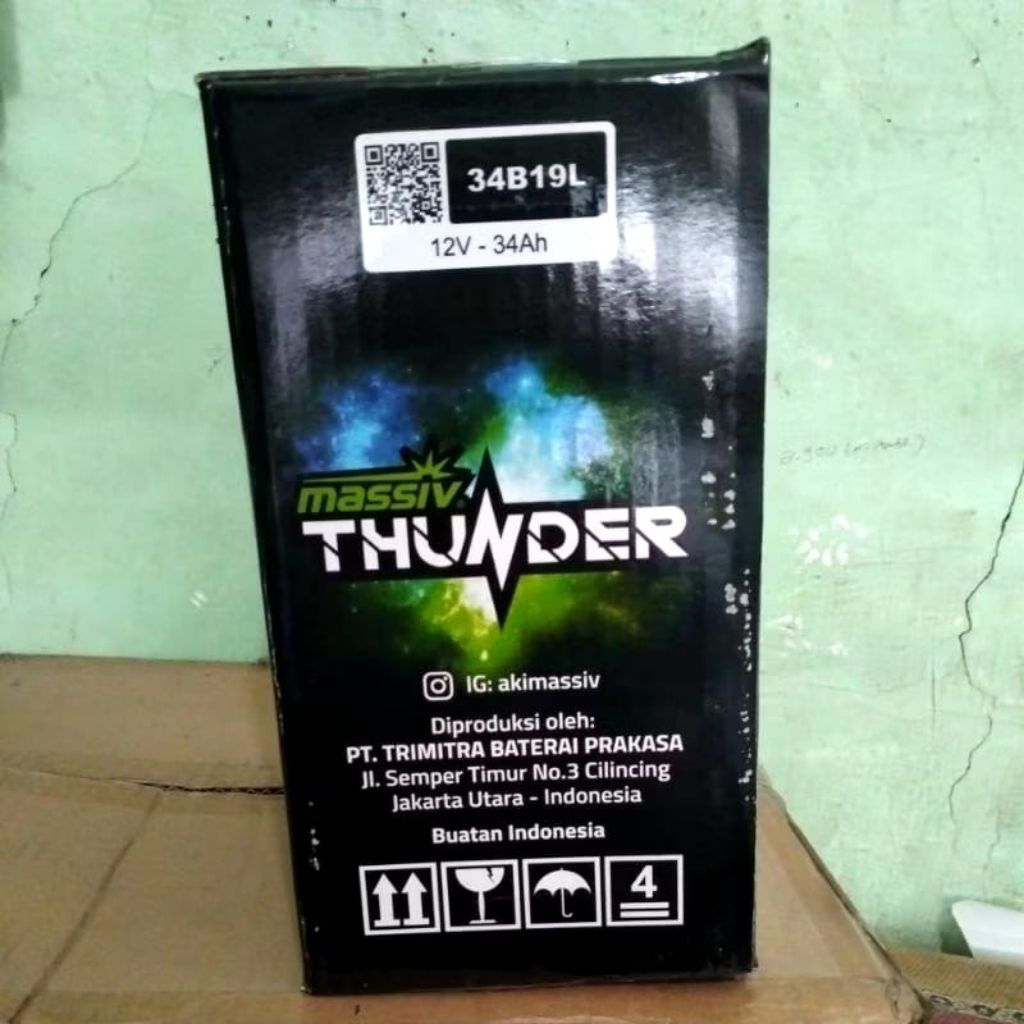 34B19L
12V - 34Ah
massiv
THUNDER
IG: akimassiv
Diproduksi oleh:
PT. TRIMITRA BATERAI PRAKASA
Jl. Semper Timur No.3 Cilincing
Jakarta Utara - Indonesia
Buatan Indonesia
4